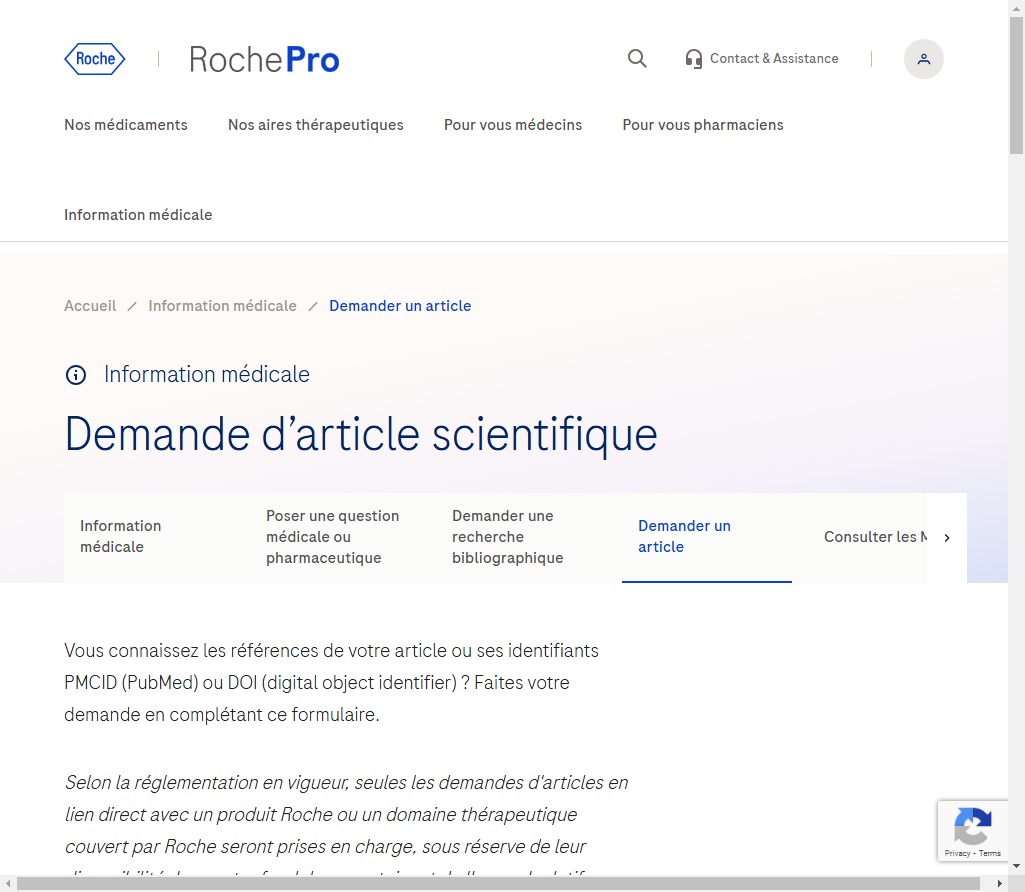 Roche
RochePro
Contact & Assistance
Nos médicaments
Nos aires thérapeutiques
Pour vous médecins
Pour vous pharmaciens
Information médicale
Accueil / Information médicale / Demander un article
Information médicale
Demande d’article scientifique
Information
médicale
Poser une question
médicale ou
pharmaceutique
Demander une
recherche
bibliographique
Demander un
article
Consulter les M
Vous connaissez les références de votre article ou ses identifiants
PMCID (PubMed) ou DOI (digital object identifier) ? Faites votre
demande en complétant ce formulaire.
Selon la réglementation en vigueur, seules les demandes d'articles en
lien direct avec un produit Roche ou un domaine thérapeutique
couvert par Roche seront prises en charge, sous réserve de leur
Privacy - Terms